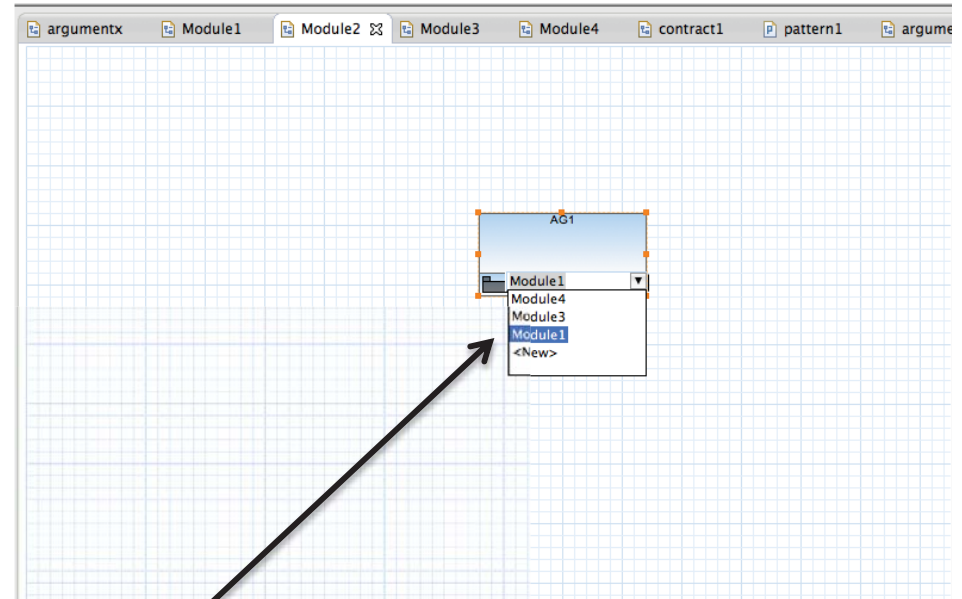 argumentx Module1 Module2 Module3 Module4 contract1 pattern1 argume
AG1
Module1
Module4
Module3
Module1
<New>